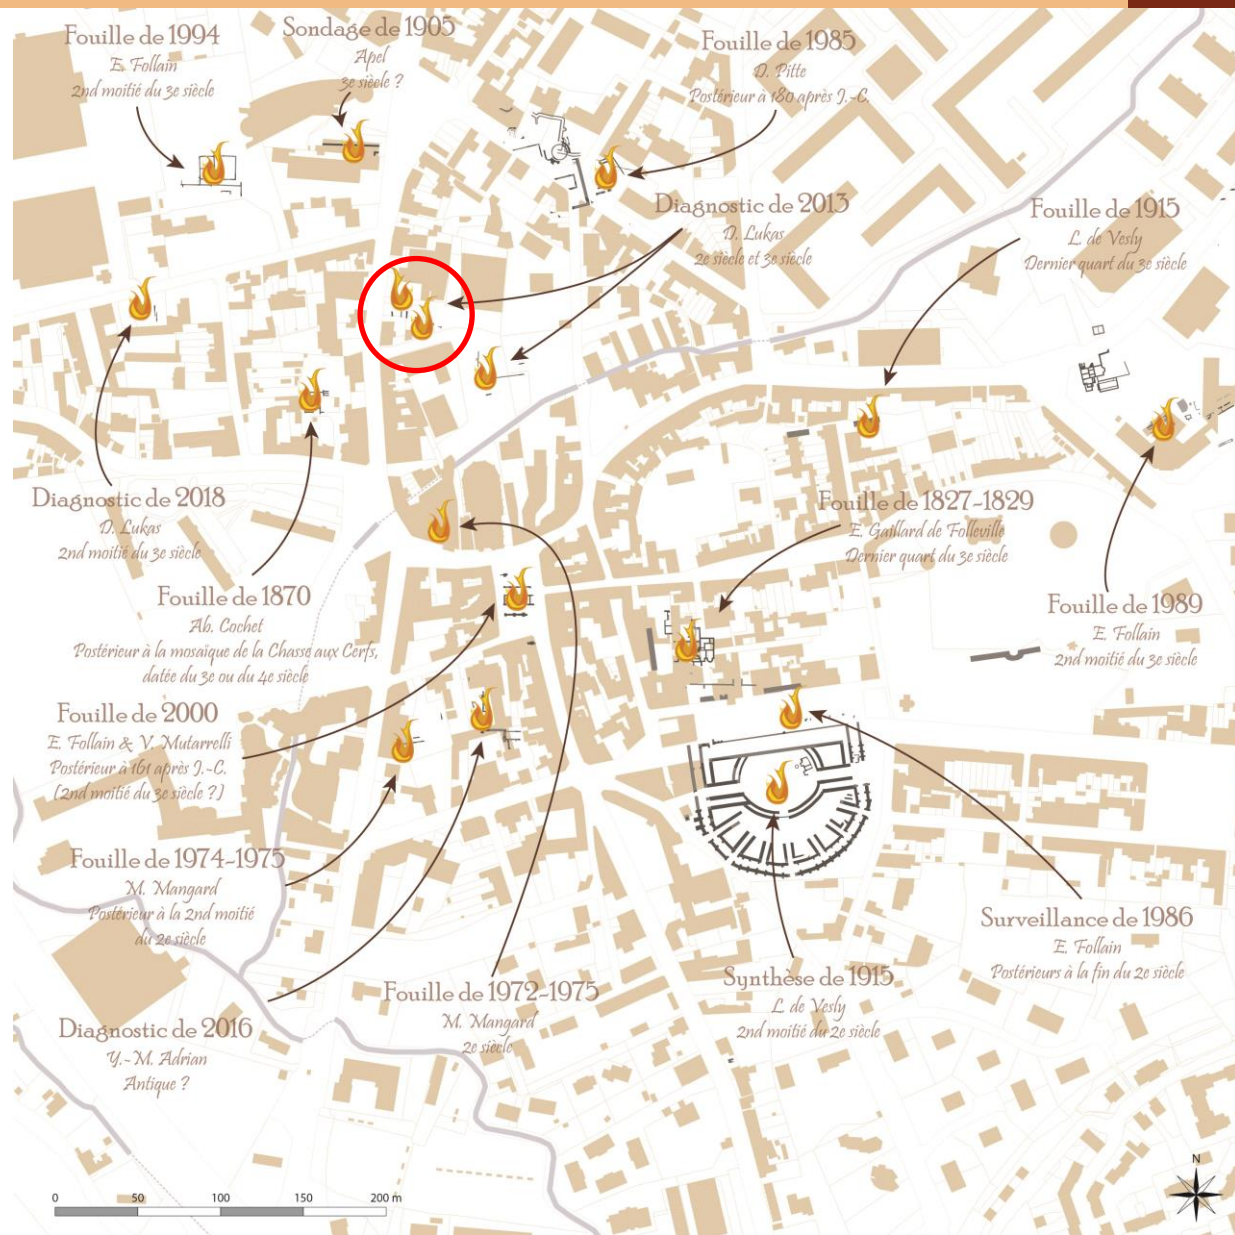 Fouille de 1994
E. Follain
2nd moitié du 3e siècle
Sondage de 1905
Apel
3e siècle ?
Fouille de 1985
D. Pitte
Postérieur à 180 après J.-C.
Diagnostic de 2013
D. Lukas
2e siècle et 3e siècle
Fouille de 1915
L. de Vesly
Dernier quart du 3e siècle
Diagnostic de 2018
D. Lukas
2nd moitié du 3e siècle
Fouille de 1870
Ab. Cochet
Postérieur à la mosaïque de la Chasse aux Cerfs,
datée du 3e ou du 4e siècle
Fouille de 1827-1829
E. Gaillard de Folleville
Dernier quart du 3e siècle
Fouille de 1989
E. Follain
2nd moitié du 3e siècle
Fouille de 2000
E. Follain & V. Mutarrelli
Postérieur à 161 après J.-C.
(2nd moitié du 3e siècle ?)
Fouille de 1974-1975
M. Mangard
Postérieur à la 2nd moitié
du 2e siècle
Diagnostic de 2016
Y.-M. Adrian
Antique ?
Fouille de 1972-1975
M. Mangard
2e siècle
Synthèse de 1915
L. de Vesly
2nd moitié du 2e siècle
Surveillance de 1986
E. Follain
Postérieurs à la fin du 2e siècle
0 50 100 150 200 m
N